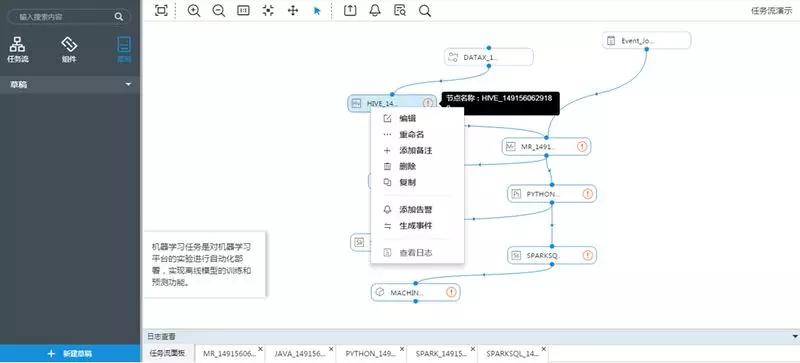 输入搜索内容
任务流演示
任务流
组件
草稿
草稿
DATAX_1...
Event_Jo...
HIVE_14...
节点名称：HIVE_149156062918
编辑
重命名
添加备注
删除
复制
添加告警
生成事件
查看日志
MR_1491...
PYTHON...
SPARKSQ...
MACHIN...
机器学习任务是对机器学习
平台的实验进行自动化部
署，实现离线模型的训练和
预测功能。
日志查看
新建草稿
任务流面板
MR_14915606...
JAVA_149156...
PYTHON_149...
SPARK_14915...
SPARKSQL_14...